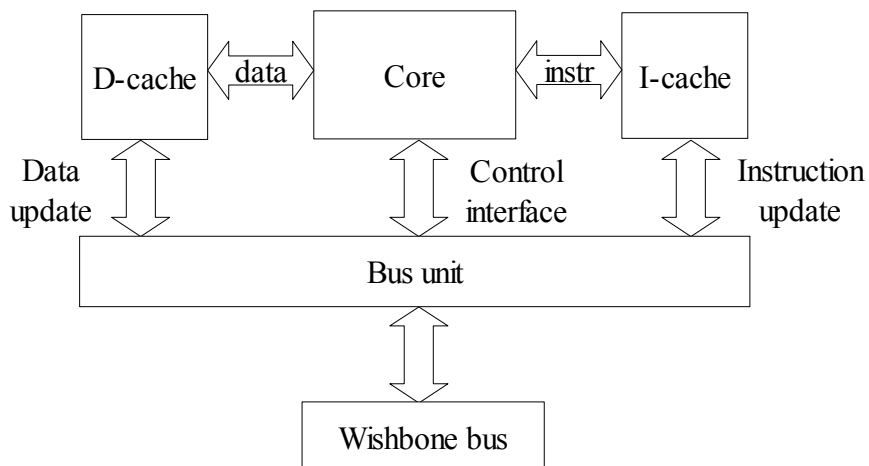 D-cache
data
Core
instr
I-cache
Data
update
Control
interface
Instruction
update
Bus unit
Wishbone bus